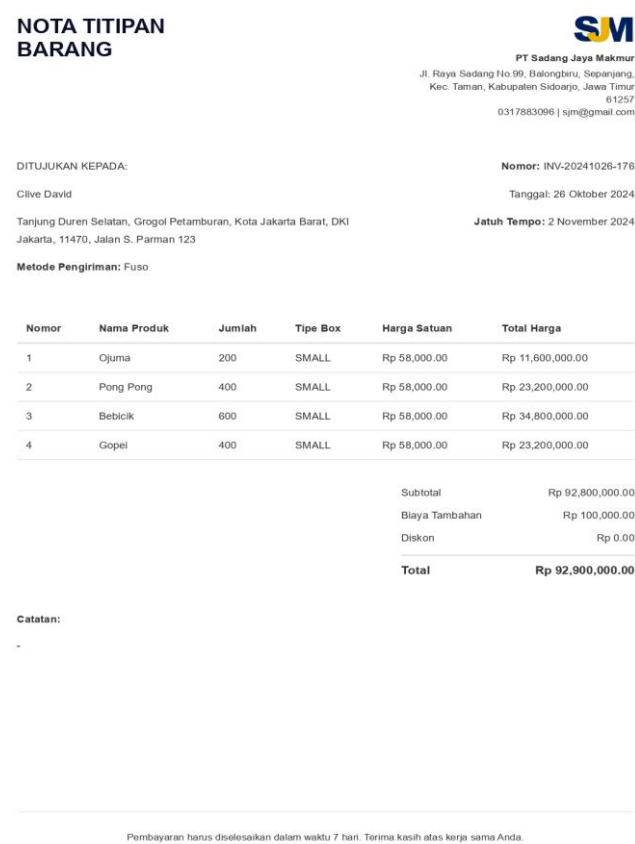 NOTA TITIPAN
BARANG
SJM
PT Sadang Jaya Makmur
Jl. Raya Sadang No.99, Balongbiru, Sepanjang,
Kec. Taman, Kabupaten Sidoarjo, Jawa Timur
61257
0317883096 | sjm@gmail.com
DITUJUKAN KEPADA:
Nomor: INV-20241026-176
Clive David
Tanggal: 26 Oktober 2024
Tanjung Duren Selatan, Grogol Petamburan, Kota Jakarta Barat, DKI
Jakarta, 11470, Jalan S. Parman 123
Jatuh Tempo: 2 November 2024
Metode Pengiriman: Fuso
Nomor Nama Produk Jumlah Tipe Box Harga Satuan Total Harga
1 Ojuma 200 SMALL Rp 58,000.00 Rp 11,600,000.00
2 Pong Pong 400 SMALL Rp 58,000.00 Rp 23,200,000.00
3 Bebicik 600 SMALL Rp 58,000.00 Rp 34,800,000.00
4 Gopei 400 SMALL Rp 58,000.00 Rp 23,200,000.00
Subtotal Rp 92,800,000.00
Biaya Tambahan Rp 100,000.00
Diskon Rp 0.00
Total Rp 92,900,000.00
Catatan:
-
Pembayaran harus diselesaikan dalam waktu 7 hari. Terima kasih atas kerja sama Anda.